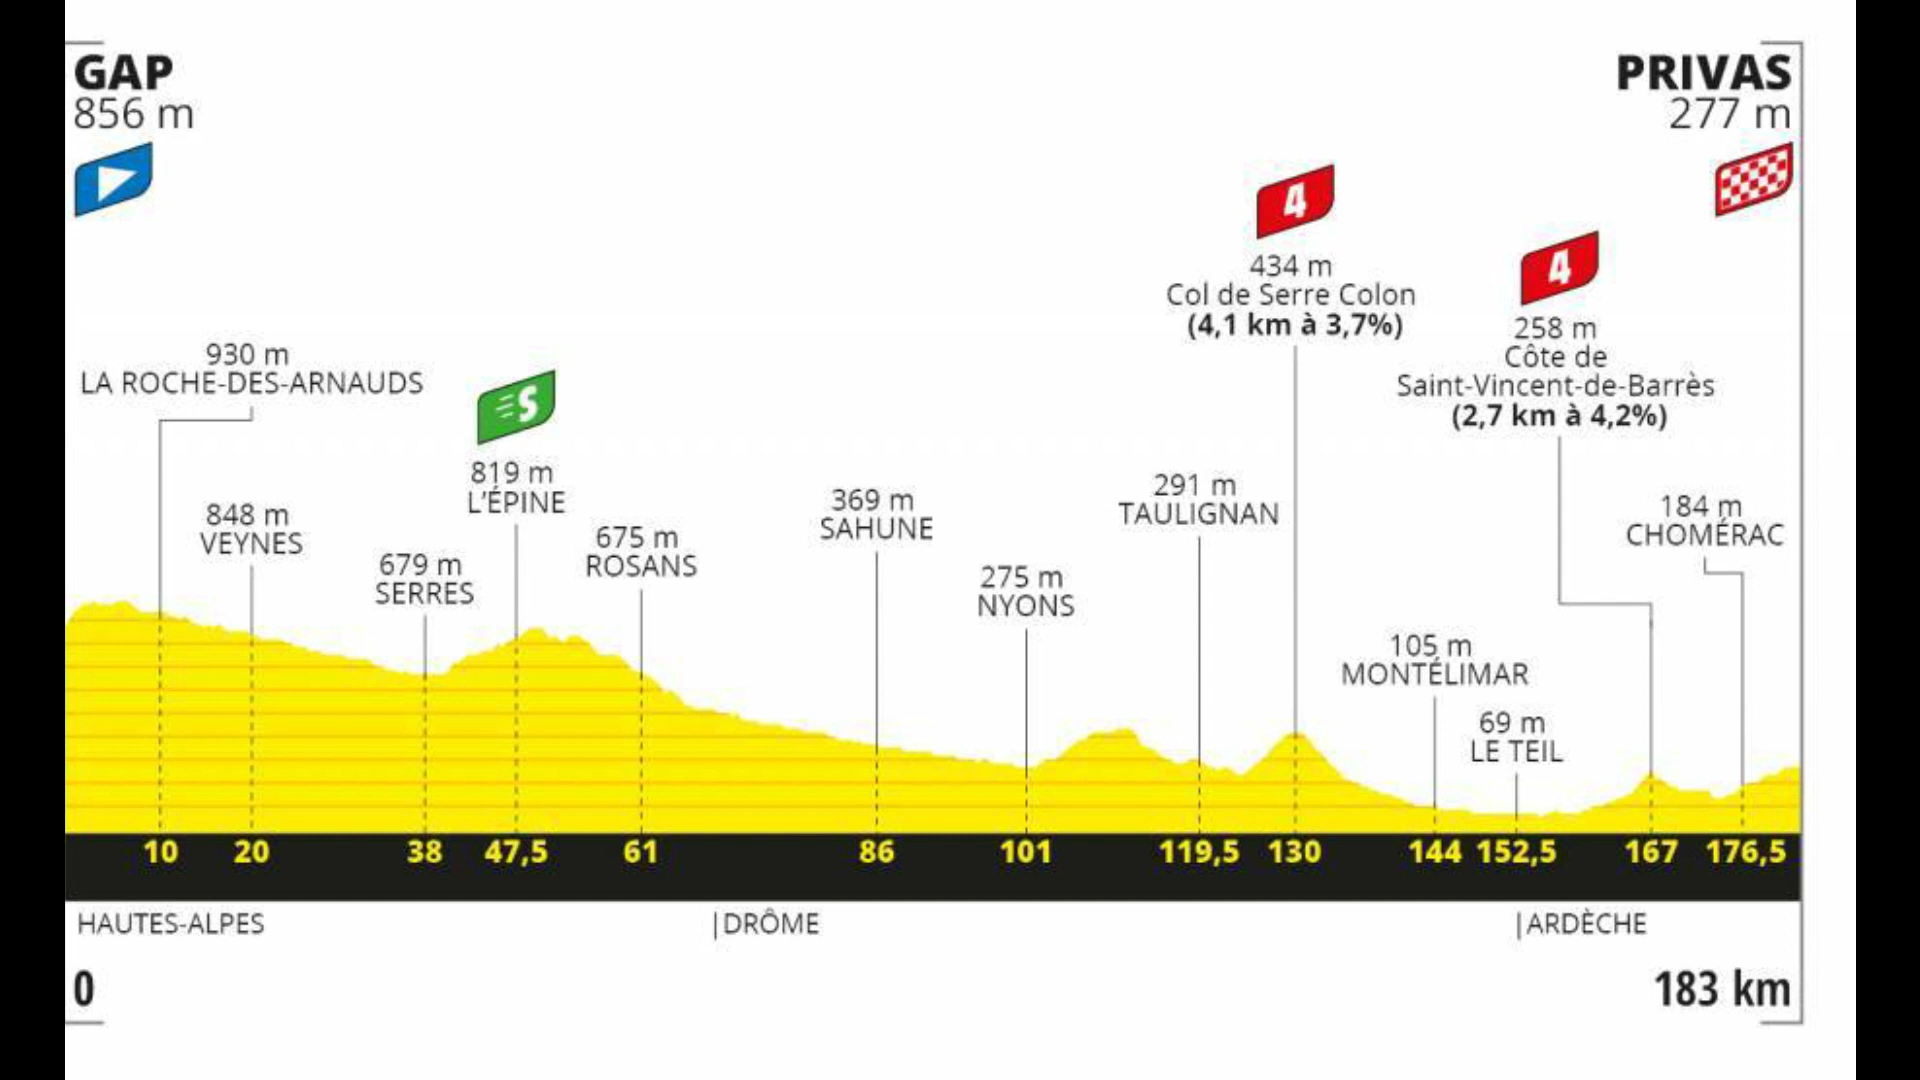 GAP
856 m
PRIVAS
277 m
4
434 m
Col de Serre Colon
(4,1 km à 3,7%)
4
258 m
Côte de
Saint-Vincent-de-Barrès
(2,7 km à 4,2%)
930 m
LA ROCHE-DES-ARNAUDS
S
819 m
L'ÉPINE
848 m
VEYNES
679 m
SERRES
675 m
ROSANS
369 m
SAHUNE
275 m
NYONS
291 m
TAULIGNAN
184 m
CHOMÉRAC
105 m
MONTÉLIMAR
69 m
LE TEIL
10 20 38 47,5 61 86 101 119,5 130 144 152,5 167 176,5
HAUTES-ALPES |DRÔME |ARDÈCHE
0 183 km